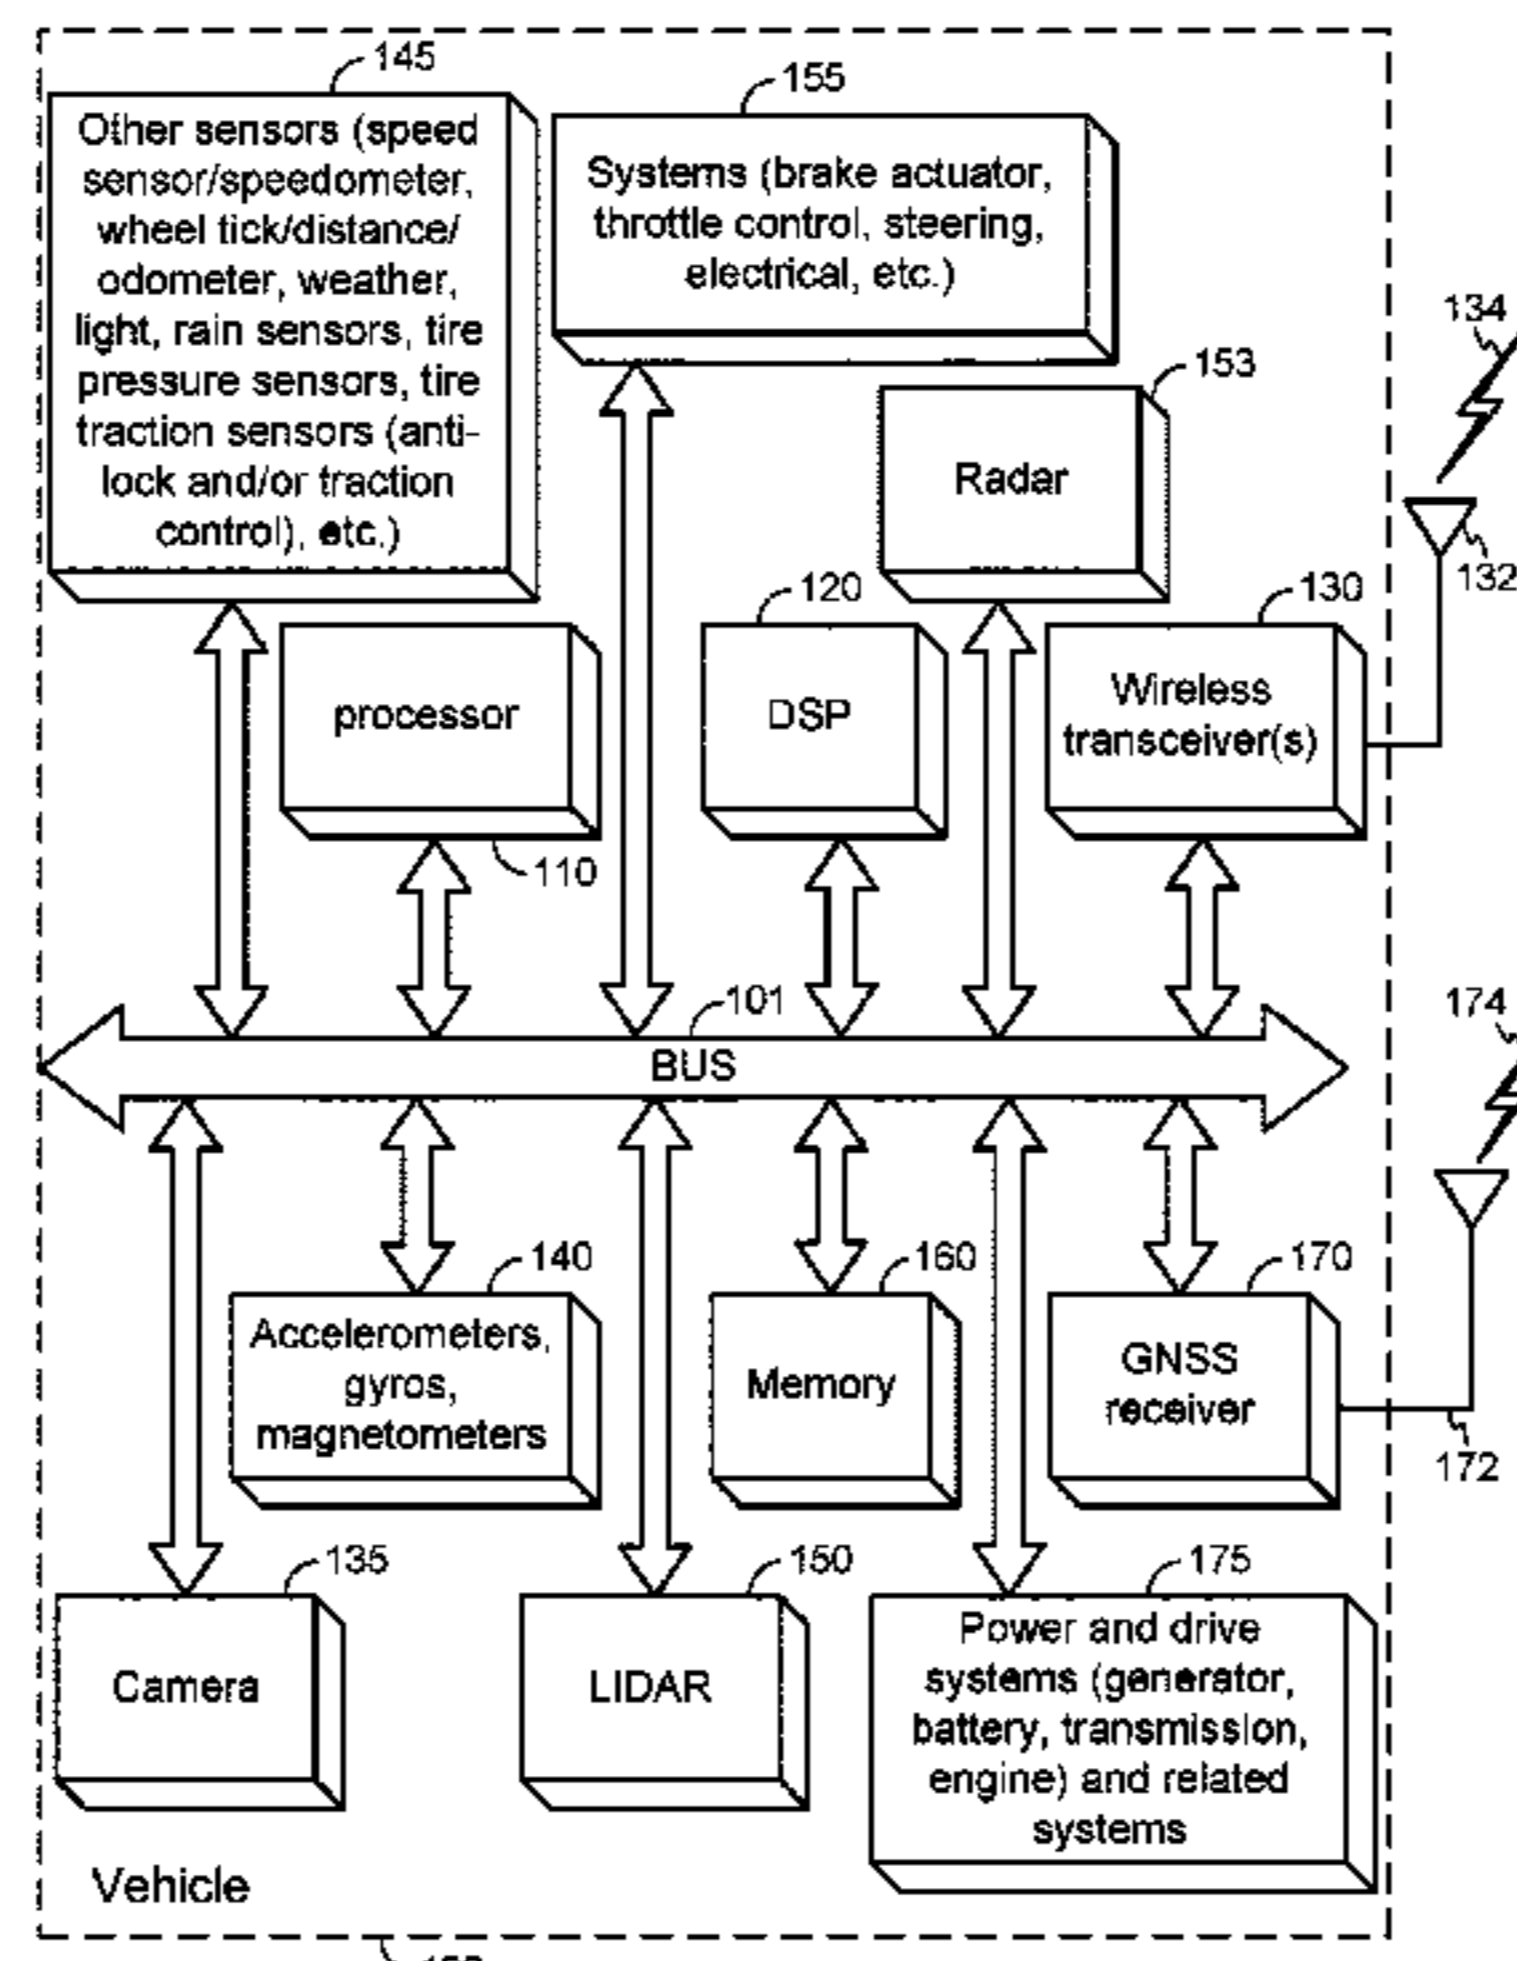 145
Other sensors (speed
sensor/speedometer,
wheel tick/distance/
odometer, weather,
light, rain sensors, tire
pressure sensors, tire
traction sensors (anti-
lock and/or traction
control), etc.)
155
Systems (brake actuator,
throttle control, steering,
electrical, etc.)
153
Radar
134
132
processor
110
120
DSP
130
Wireless
transceiver(s)
101
BUS
174
140
Accelerometers,
gyros,
magnetometers
160
Memory
170
GNSS
receiver
172
135
Camera
150
LIDAR
175
Power and drive
systems (generator,
battery, transmission,
engine) and related
systems
Vehicle